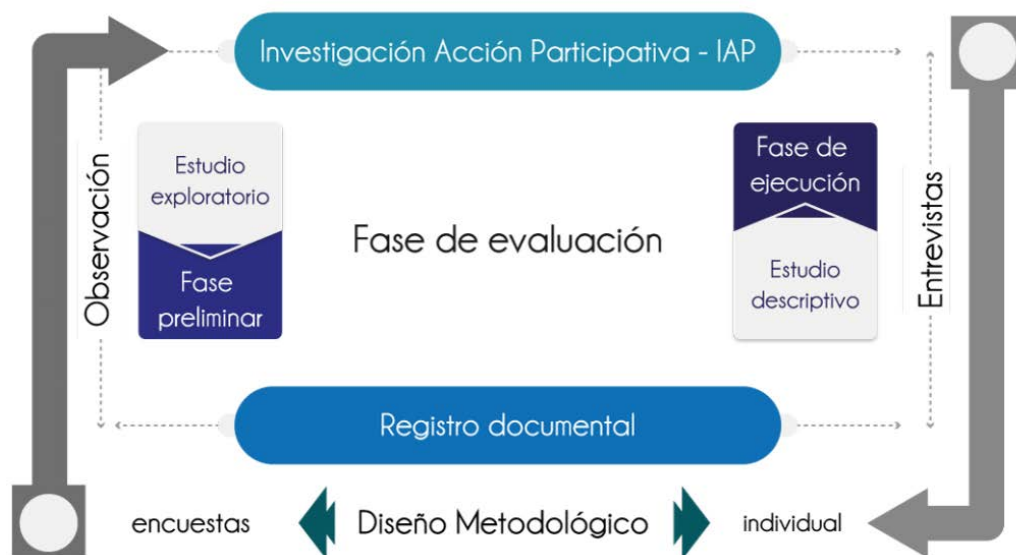 Investigación Acción Participativa - IAP
Observación
Estudio
exploratorio
Fase
preliminar
Fase de evaluación
Fase de
ejecución
Estudio
descriptivo
Entrevistas
Registro documental
encuestas
Diseño Metodológico
individual